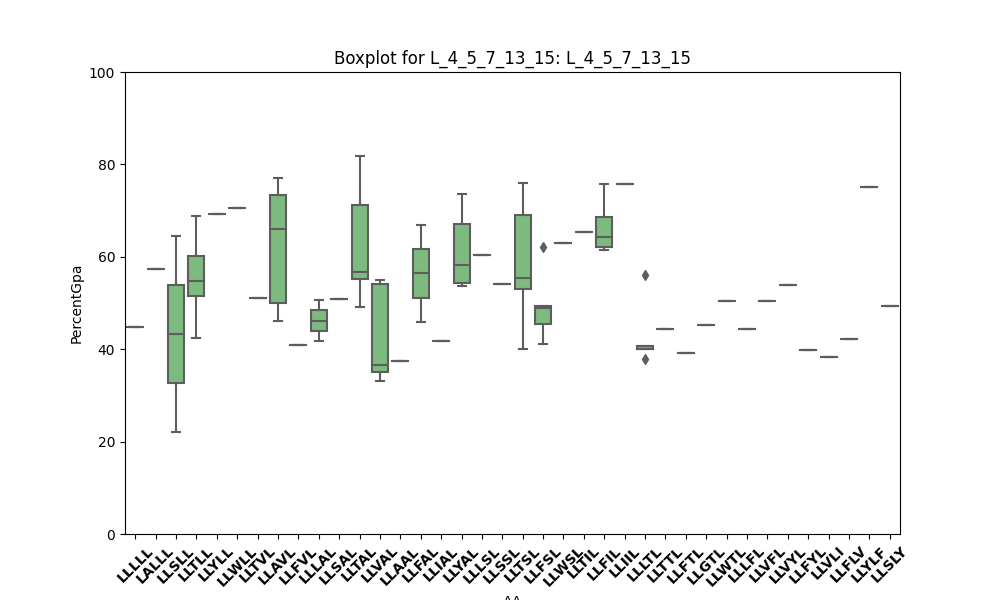 Boxplot for L_4_5_7_13_15: L_4_5_7_13_15
100
80
60
40
20
0
PercentGpa
LLLLL
LALLL
LLSLL
LLTLL
LLYLL
LLWLL
LLTVL
LLAVL
LLFVL
LLLAL
LLSAL
LLTAL
LLVAL
LLAAL
LLFAL
LLIAL
LLYAL
LLLSL
LLSSL
LLTSL
LLFSL
LLWSL
LLTIL
LLFIL
LLIIL
LLLTL
LLTTL
LLFTL
LLGTL
LLWTL
LLLFL
LLVFL
LLVYL
LLFYL
LLVLI
LLFLV
LLYLF
LLSLY
AA